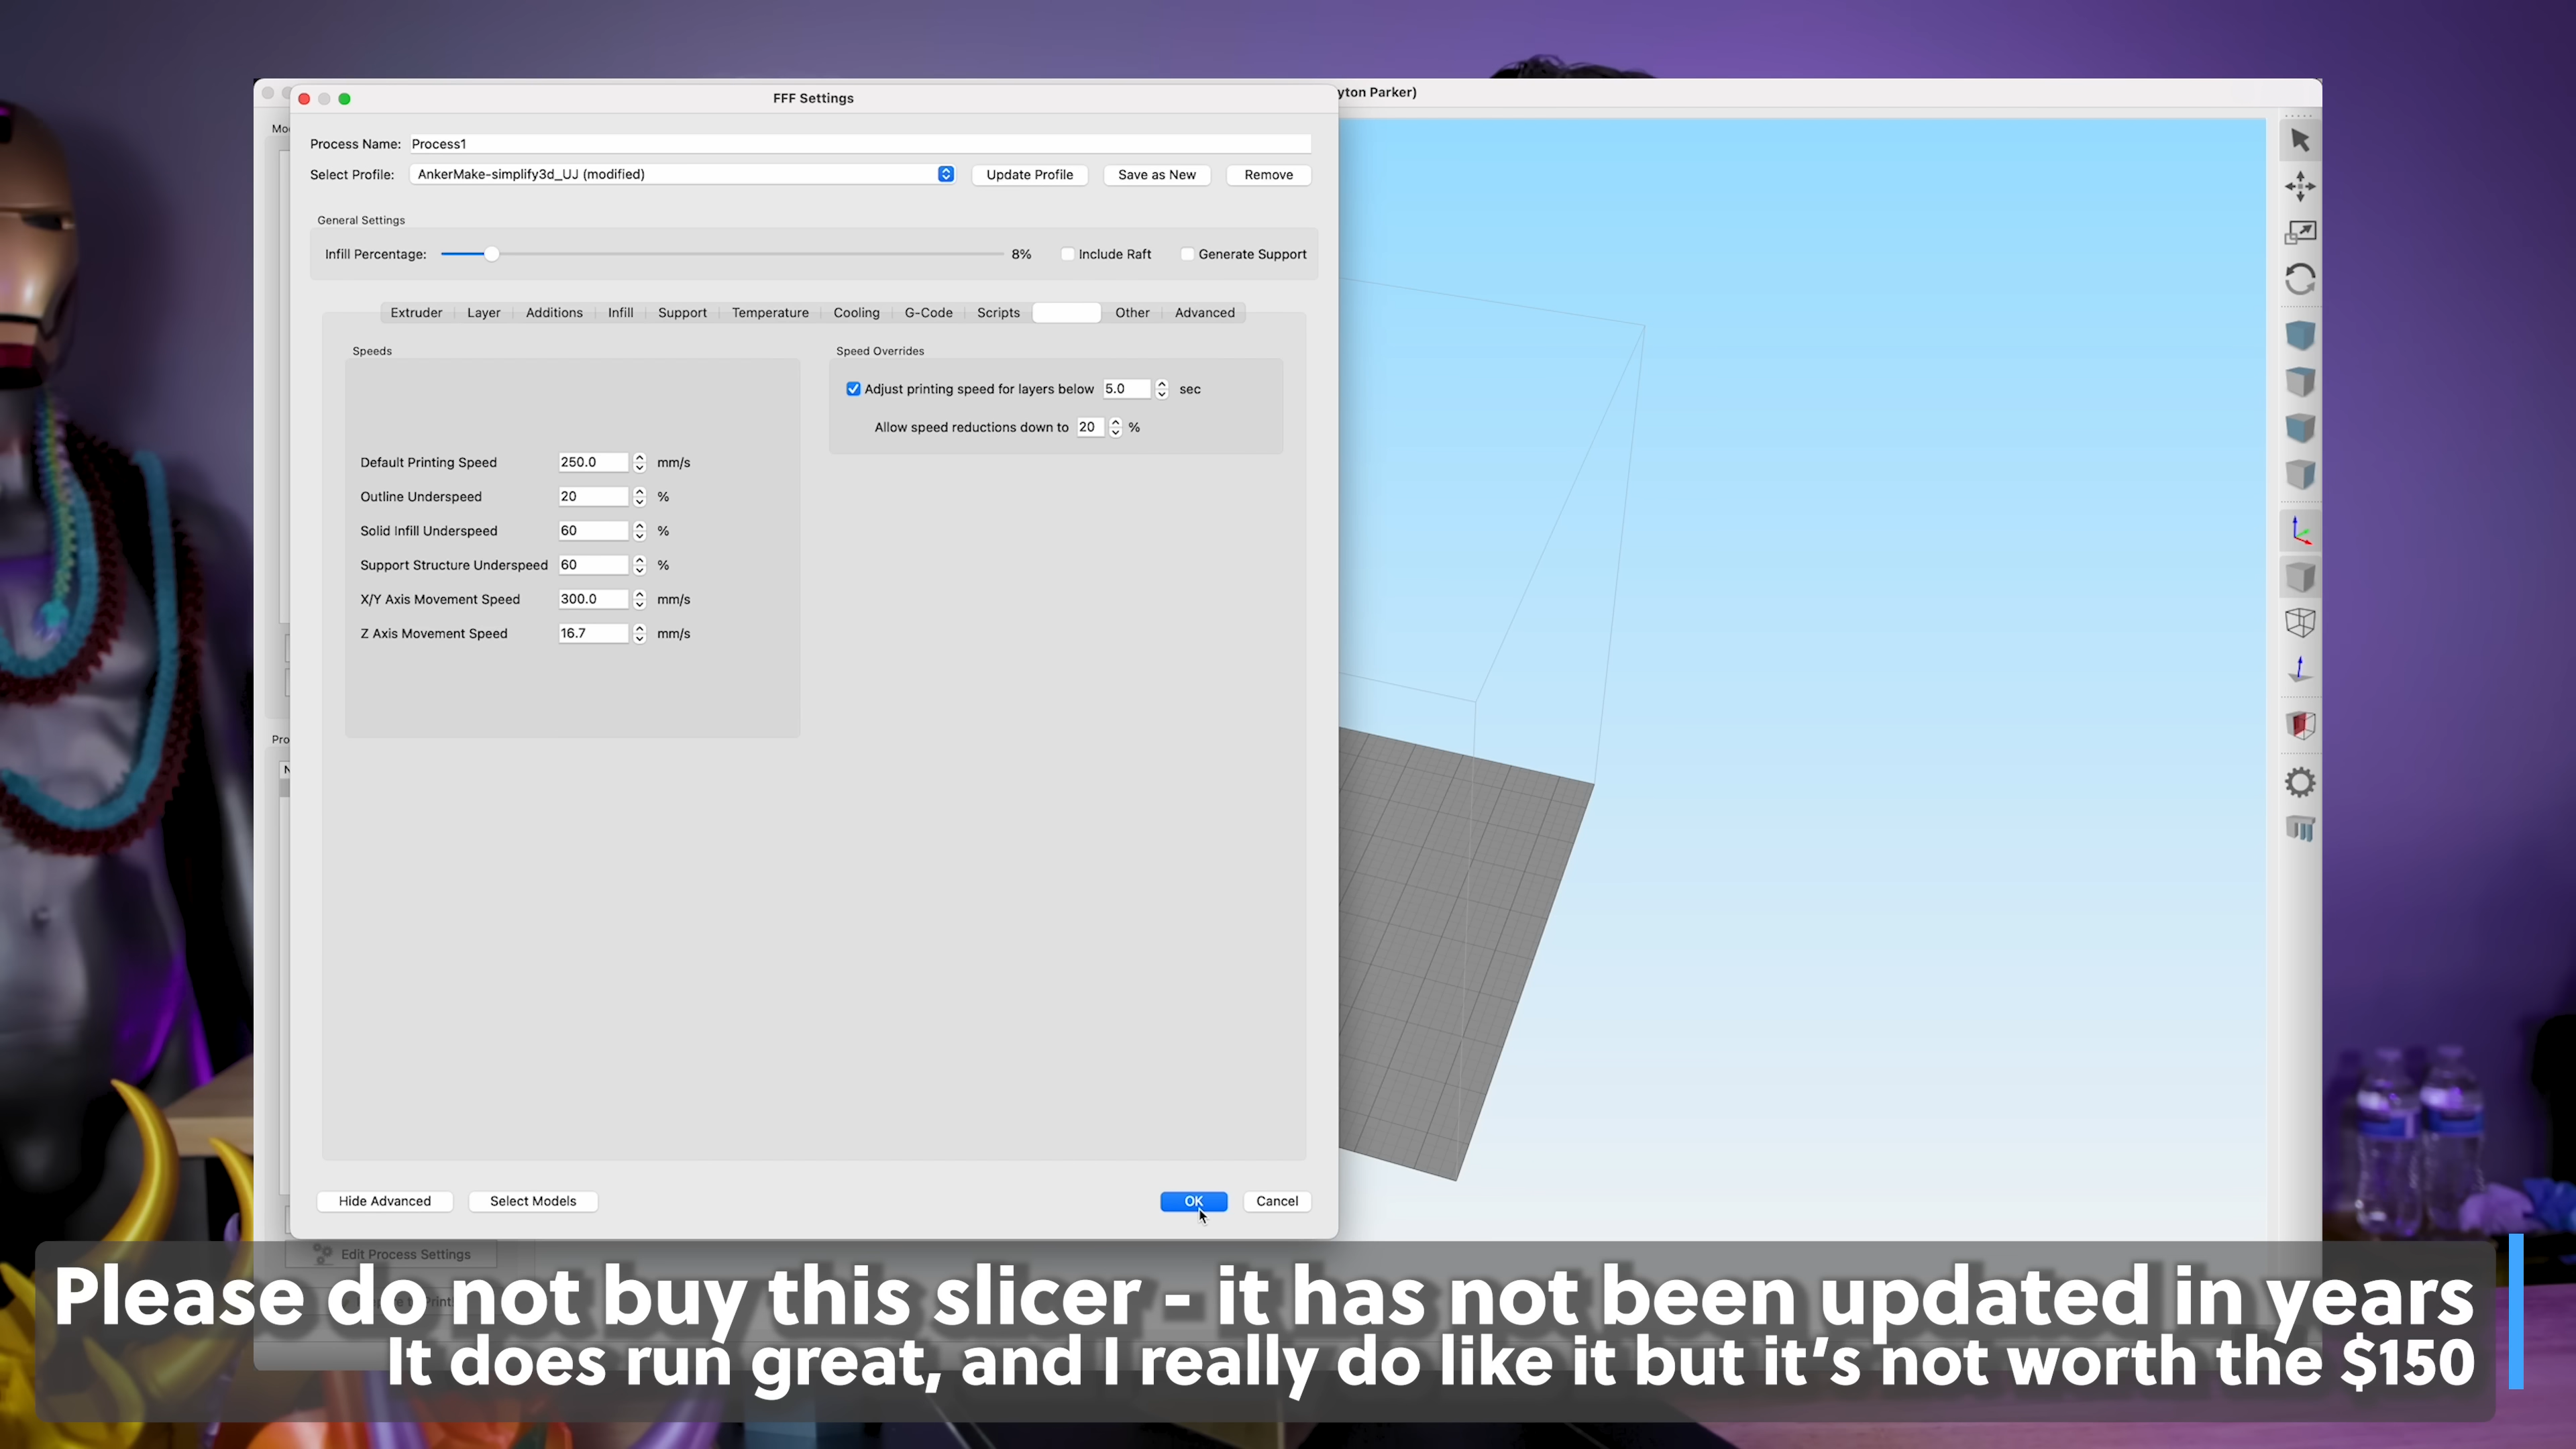 yton Parker)
FFF Settings
Process Name: Process1
Select Profile: AnkerMake-simplify3d_UJ (modified) Update Profile Save as New Remove
General Settings
Infill Percentage: 8% Include Raft Generate Support
Extruder Layer Additions Infill Support Temperature Cooling G-Code Scripts Other Advanced
Speeds
Default Printing Speed 250.0 mm/s
Outline Underspeed 20 %
Solid Infill Underspeed 60 %
Support Structure Underspeed 60 %
X/Y Axis Movement Speed 300.0 mm/s
Z Axis Movement Speed 16.7 mm/s
Speed Overrides
Adjust printing speed for layers below 5.0 sec
Allow speed reductions down to 20 %
Hide Advanced Select Models OK Cancel
Edit Process Settings
Please do not buy this slicer - it has not been updated in years
It does run great, and I really do like it but it's not worth the $150